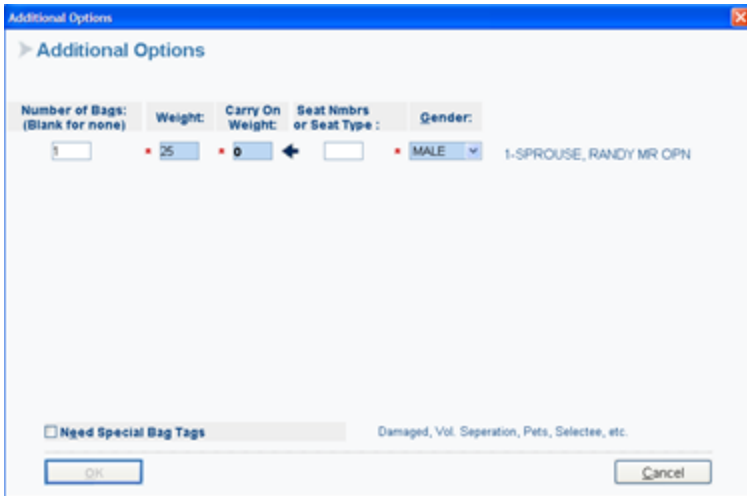 Additional Options
Additional Options
Number of Bags: (Blank for none) Weight: Carry On Weight: Seat Nmbrs or Seat Type : Gender:
1 * 25 * 0 * MALE 1-SPROUSE, RANDY MR OPN
Need Special Bag Tags Damaged, Vol. Seperation, Pets, Selectee, etc.
OK Cancel